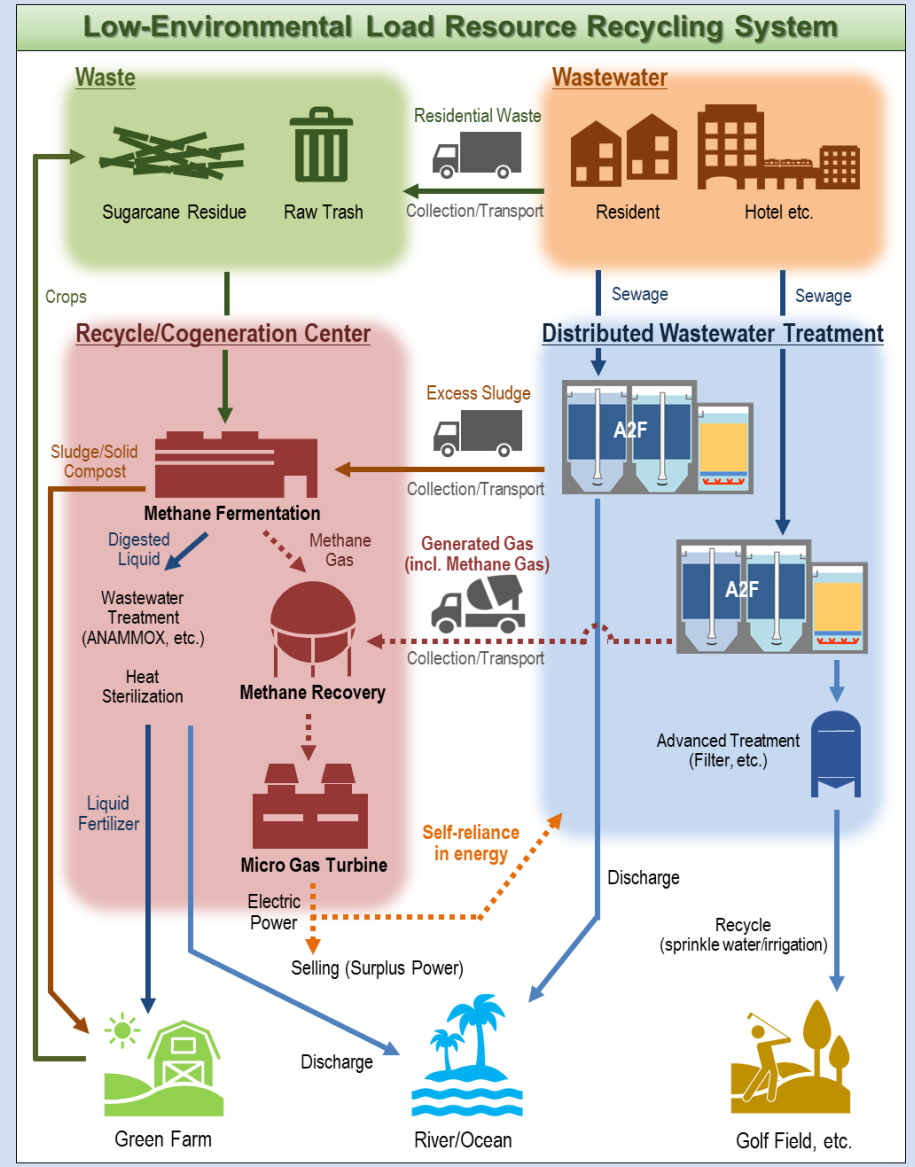 Low-Environmental Load Resource Recycling System
Waste
Wastewater
Residential Waste
Collection/Transport
Sugarcane Residue
Raw Trash
Resident
Hotel etc.
Crops
Sewage
Sewage
Recycle/Cogeneration Center
Distributed Wastewater Treatment
Excess Sludge
Collection/Transport
A2F
Sludge/Solid
Compost
Methane Fermentation
Digested
Liquid
Methane
Gas
Generated Gas
(incl. Methane Gas)
Collection/Transport
A2F
Wastewater
Treatment
(ANAMMOX, etc.)
Heat
Sterilization
Methane Recovery
Advanced Treatment
(Filter, etc.)
Liquid
Fertilizer
Micro Gas Turbine
Self-reliance
in energy
Electric
Power
Discharge
Recycle
(sprinkle water/irrigation)
Selling (Surplus Power)
Discharge
Green Farm
River/Ocean
Golf Field, etc.